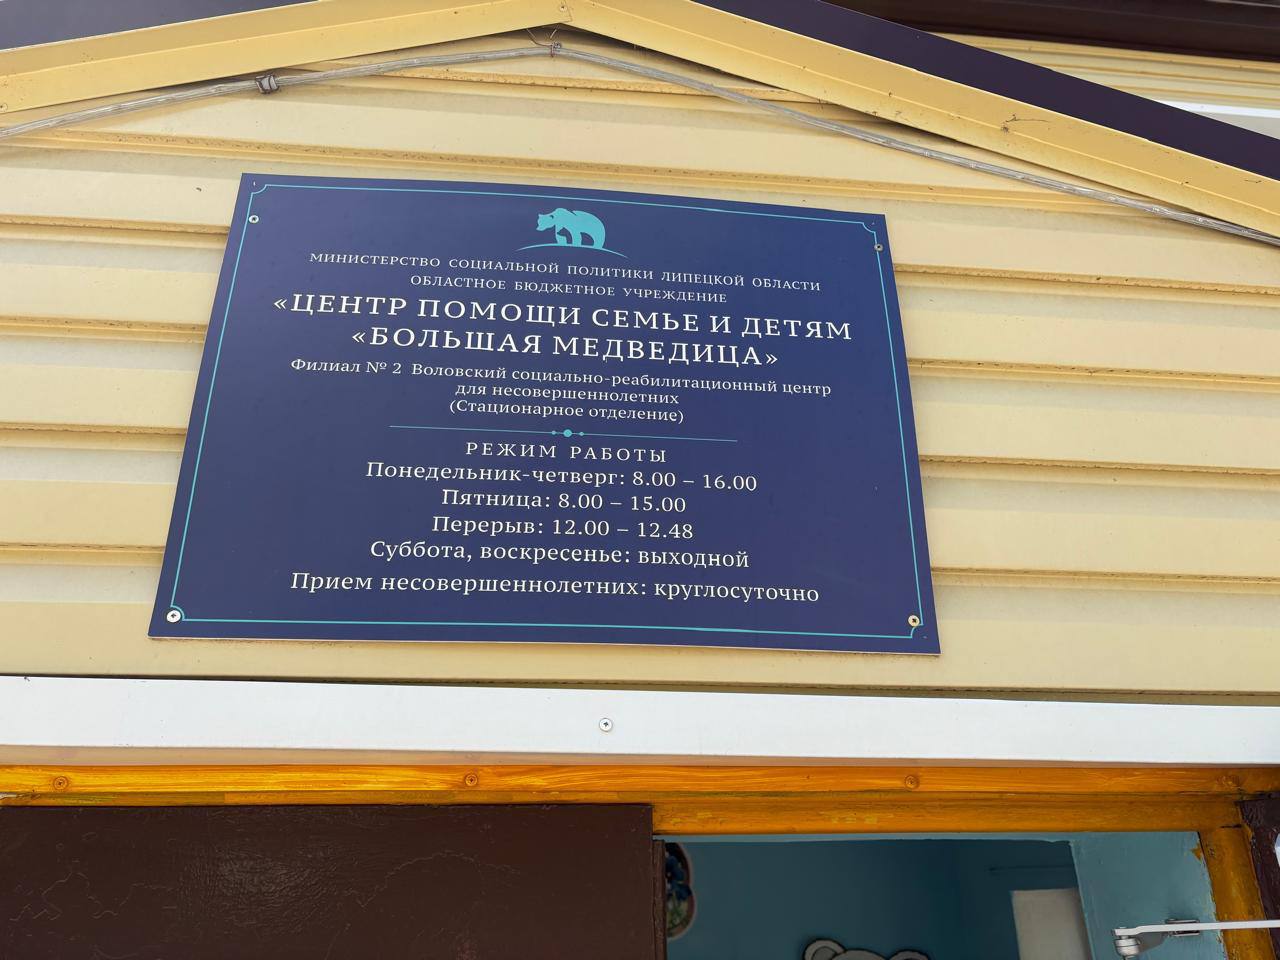 МИНИСТЕРСТВО СОЦИАЛЬНОЙ ПОЛИТИКИ ЛИПЕЦКОЙ ОБЛАСТИ
ОБЛАСТНОЕ БЮДЖЕТНОЕ УЧРЕЖДЕНИЕ
«ЦЕНТР ПОМОЩИ СЕМЬЕ И ДЕТЯМ
«БОЛЬШАЯ МЕДВЕДИЦА»
Филиал № 2 Воловский социально-реабилитационный центр
для несовершеннолетних
(Стационарное отделение)
РЕЖИМ РАБОТЫ
Понедельник-четверг: 8.00 – 16.00
Пятница: 8.00 – 15.00
Перерыв: 12.00 – 12.48
Суббота, воскресенье: выходной
Прием несовершеннолетних: круглосуточно